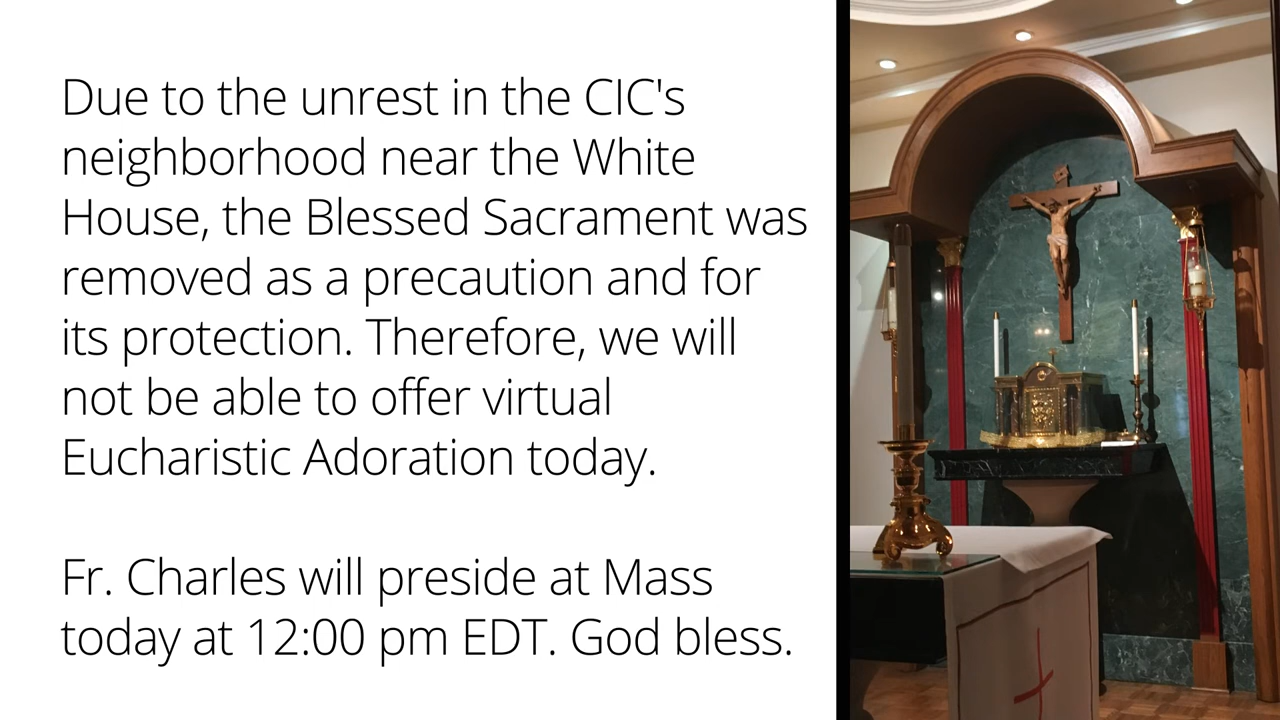 Due to the unrest in the CIC's
neighborhood near the White
House, the Blessed Sacrament was
removed as a precaution and for
its protection. Therefore, we will
not be able to offer virtual
Eucharistic Adoration today.
Fr. Charles will preside at Mass
today at 12:00 pm EDT. God bless.